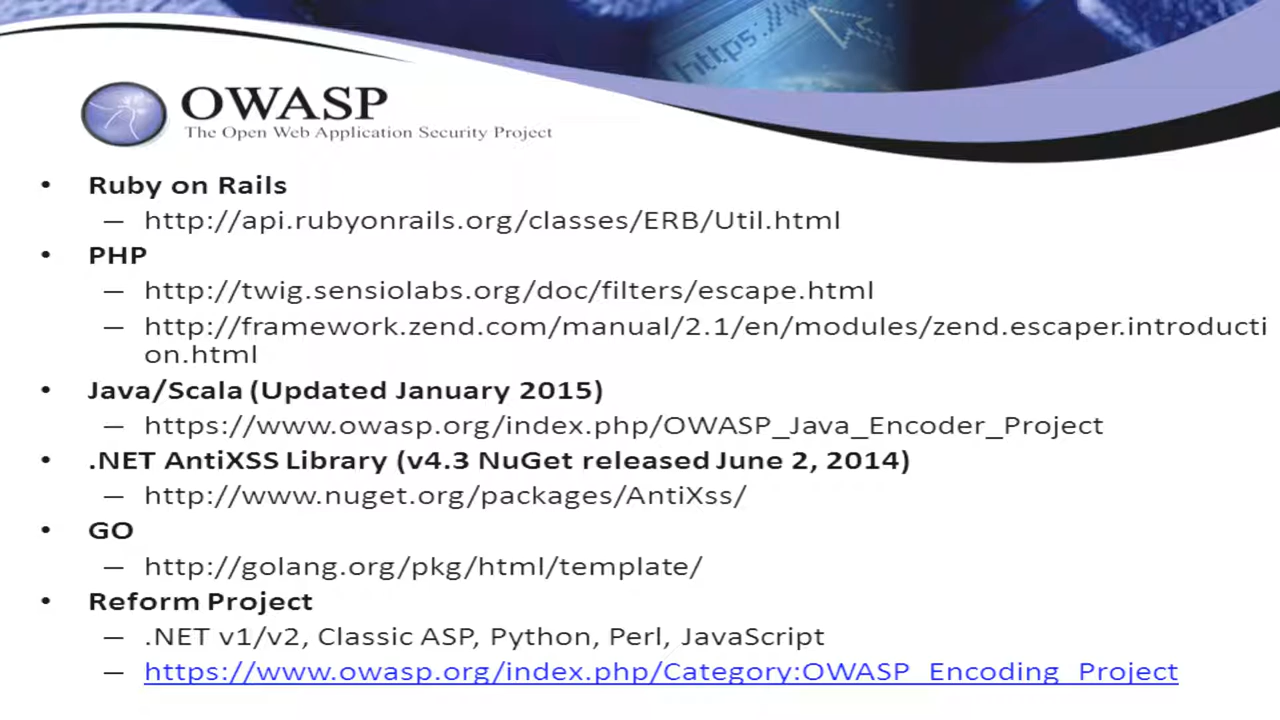 https://www
OWASP
The Open Web Application Security Project
• Ruby on Rails
– http://api.rubyonrails.org/classes/ERB/Util.html
• PHP
– http://twig.sensiolabs.org/doc/filters/escape.html
– http://framework.zend.com/manual/2.1/en/modules/zend.escaper.introducti
on.html
• Java/Scala (Updated January 2015)
– https://www.owasp.org/index.php/OWASP_Java_Encoder_Project
• .NET AntiXSS Library (v4.3 NuGet released June 2, 2014)
– http://www.nuget.org/packages/AntiXss/
• GO
– http://golang.org/pkg/html/template/
• Reform Project
– .NET v1/v2, Classic ASP, Python, Perl, JavaScript
– https://www.owasp.org/index.php/Category:OWASP_Encoding_Project